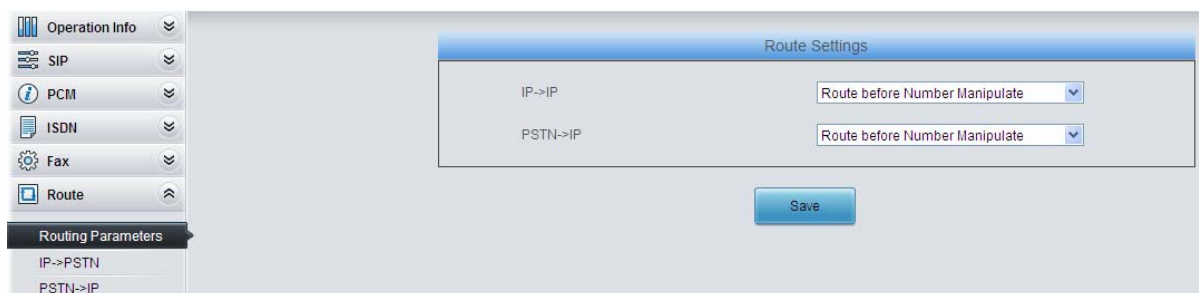 Operation Info
SIP
PCM
ISDN
Fax
Route
Routing Parameters
IP->PSTN
PSTN->IP
Route Settings
IP->IP Route before Number Manipulate
PSTN->IP Route before Number Manipulate
Save